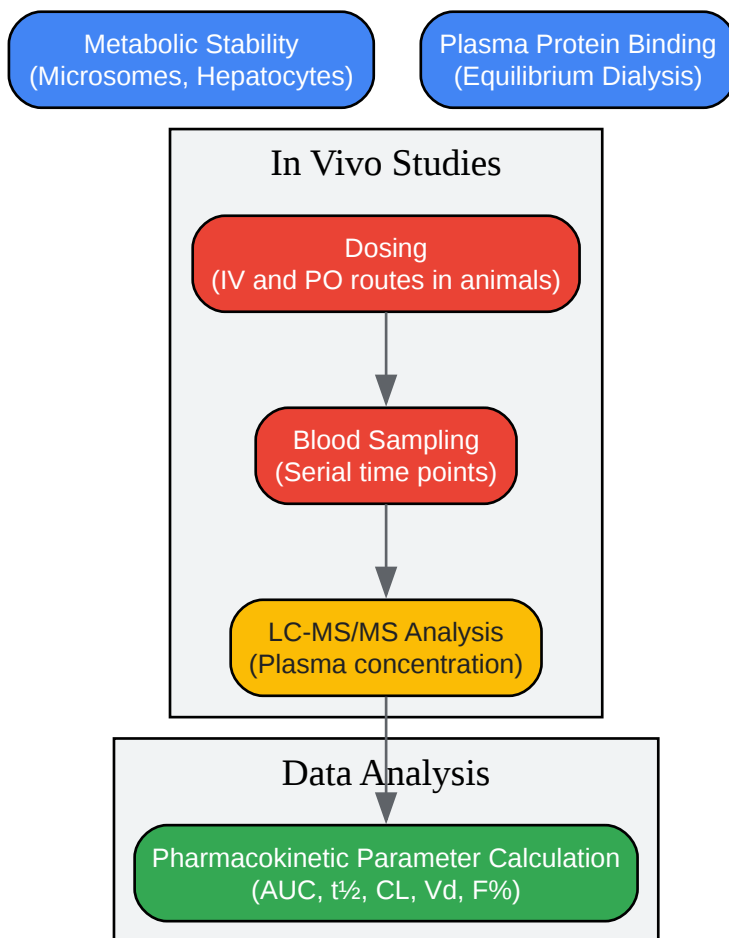 Metabolic Stability
(Microsomes, Hepatocytes)
Plasma Protein Binding
(Equilibrium Dialysis)
In Vivo Studies
Dosing
(IV and PO routes in animals)
Blood Sampling
(Serial time points)
LC-MS/MS Analysis
(Plasma concentration)
Data Analysis
Pharmacokinetic Parameter Calculation
(AUC, t½, CL, Vd, F%)